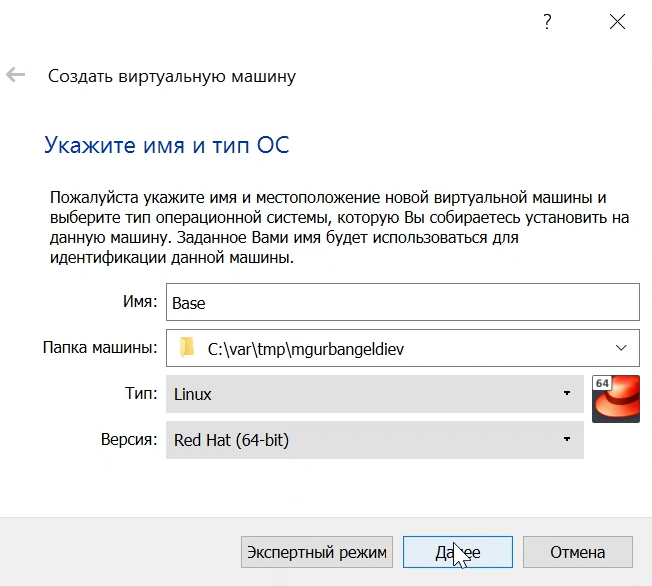 ?
Создать виртуальную машину
Укажите имя и тип ОС
Пожалуйста укажите имя и местоположение новой виртуальной машины и
выберите тип операционной системы, которую Вы собираетесь установить на
данную машину. Заданное Вами имя будет использоваться для
идентификации данной машины.
Имя: Base
Папка машины: C:\var\tmp\mgurbangeldiev
Тип: Linux
64
Версия: Red Hat (64-bit)
Экспертный режим Далее Отмена